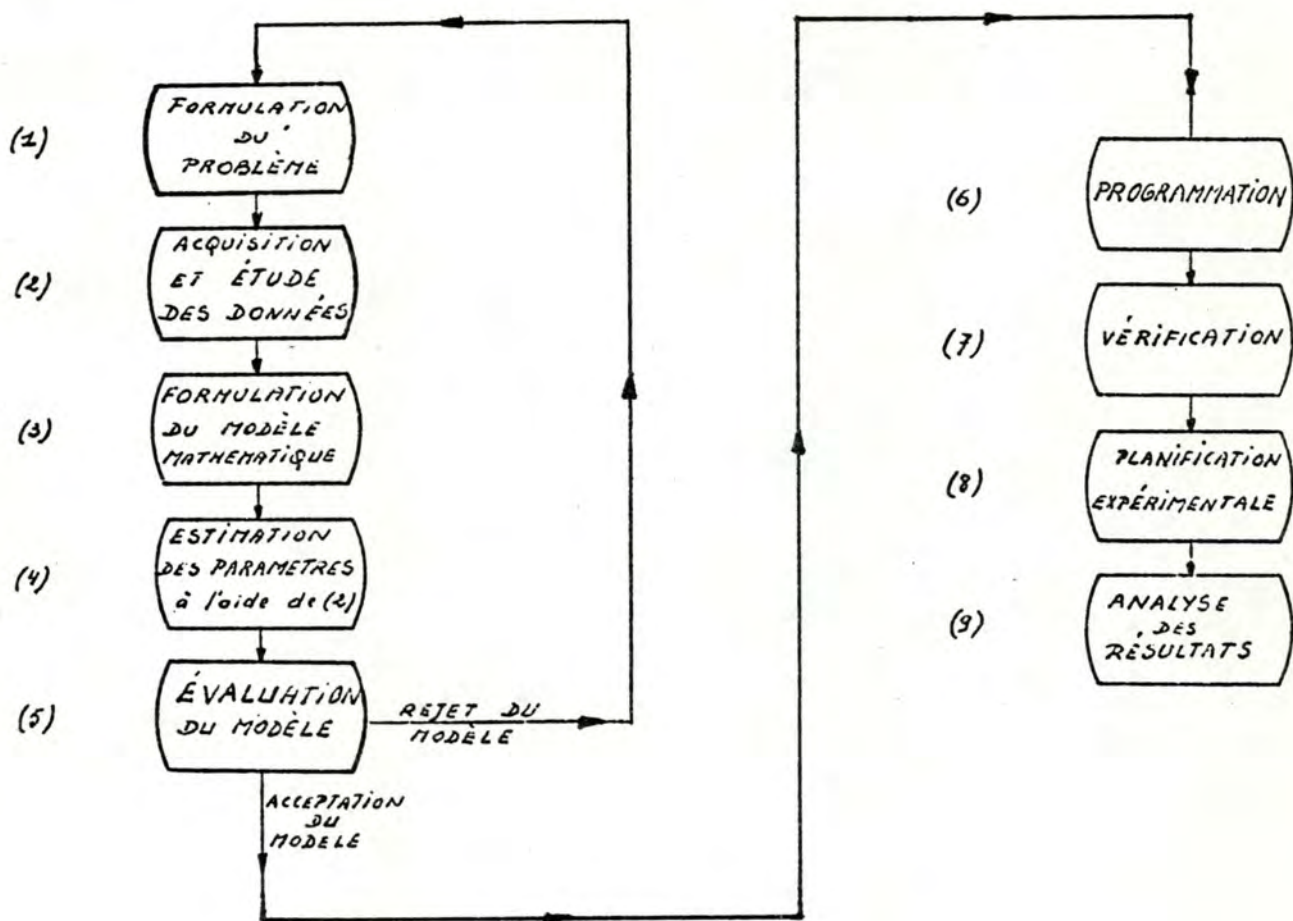 (1)
FORMULATION
DU
PROBLÈME
(2)
ACQUISITION
ET ÉTUDE
DES DONNÉES
(3)
FORMULATION
DU MODÈLE
MATHEMATIQUE
(4)
ESTIMATION
DES PARAMETRES
à l'aide de (2)
(5)
ÉVALUATION
DU MODÈLE
REJET DU
MODÈLE
ACCEPTATION
DU
MODELE
(6)
PROGRAMMATION
(7)
VÉRIFICATION
(8)
PLANIFICATION
EXPÉRIMENTALE
(9)
ANALYSE
DES
RÉSULTATS